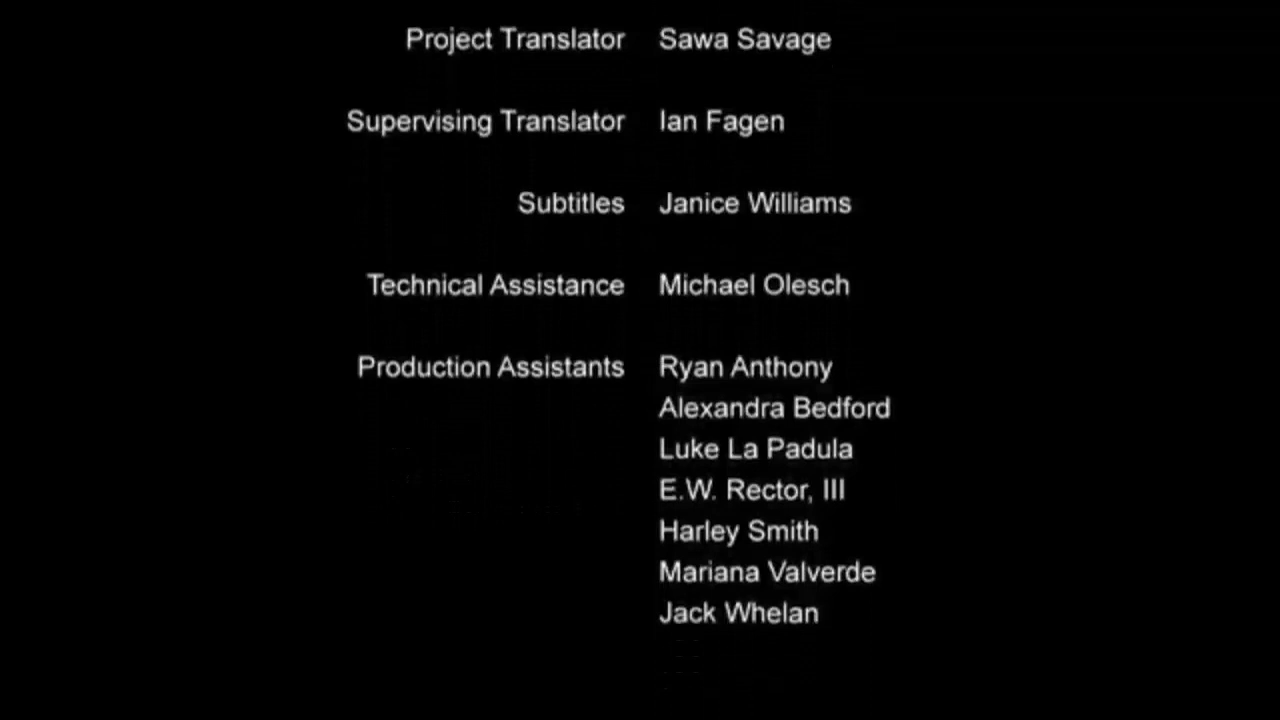 Project Translator Sawa Savage
Supervising Translator Ian Fagen
Subtitles Janice Williams
Technical Assistance Michael Olesch
Production Assistants Ryan Anthony
Alexandra Bedford
Luke La Padula
E.W. Rector, III
Harley Smith
Mariana Valverde
Jack Whelan